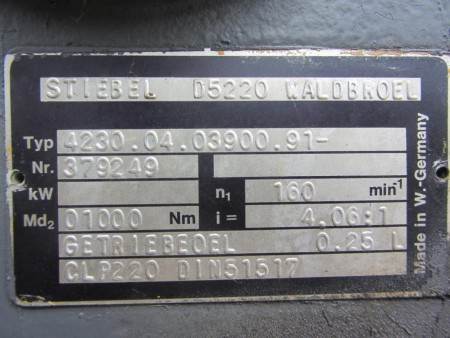 STIEBEL D5220 WALDBROEL
Typ 4230.04.03900.91-
Nr. 379249
kW n1 160 min-1
Md2 01000 Nm i = 4.06:1
GETRIEBEOEL 0.25 L
CLP220 DIN51517
Made in W.-Germany